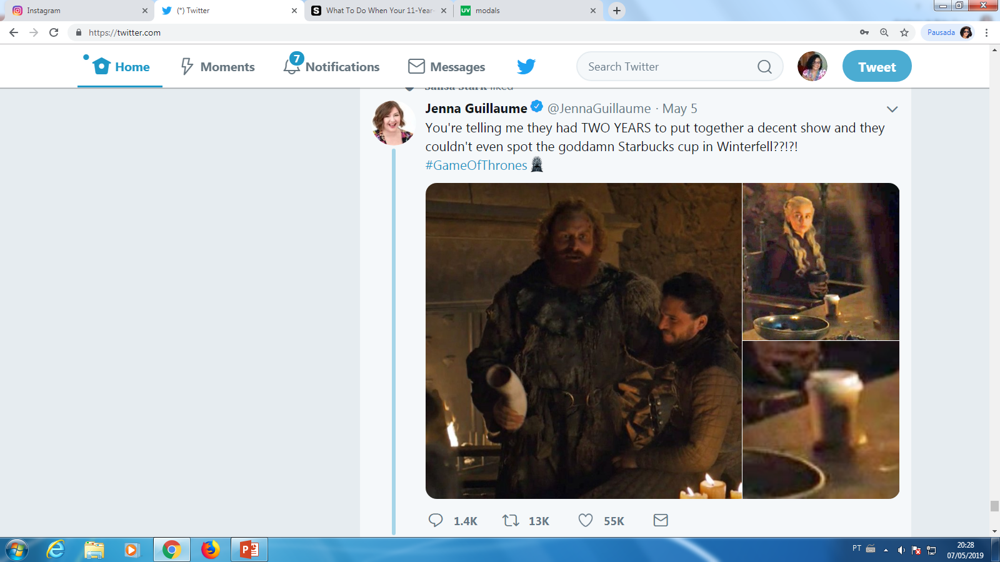 Instagram
(*) Twitter
What To Do When Your 11-Year-
UV modals
https://twitter.com
Pausada
Home
Moments
7
Notifications
Messages
Search Twitter
Tweet
Sansa Stark liked
Jenna Guillaume @JennaGuillaume · May 5
You're telling me they had TWO YEARS to put together a decent show and they
couldn't even spot the goddamn Starbucks cup in Winterfell??!?!
#GameOfThrones
1.4K
13K
55K
PT
20:28
07/05/2019